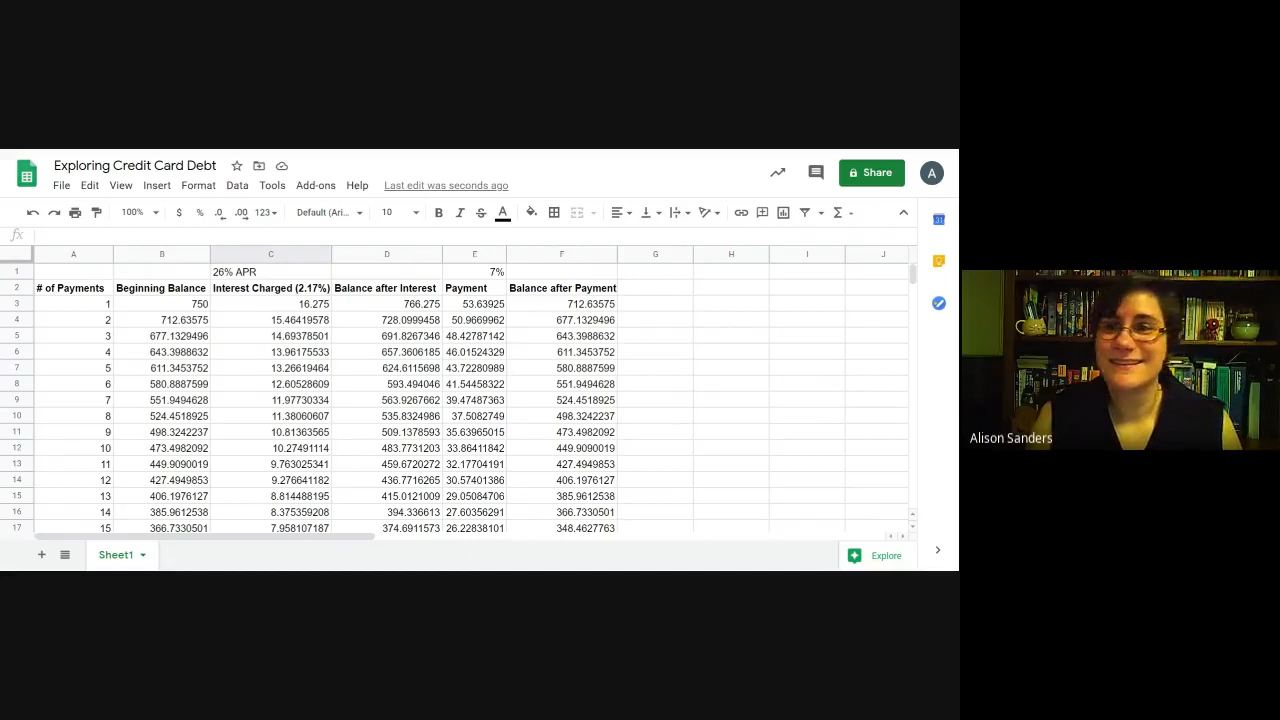 Exploring Credit Card Debt
File Edit View Insert Format Data Tools Add-ons Help Last edit was seconds ago
Share
A
100% $ % .0 .00 123 Default (Ari... 10 B I S A
fx
31
A B C D E F G H I J
1 26% APR 7%
2 # of Payments Beginning Balance Interest Charged (2.17%) Balance after Interest Payment Balance after Payment
3 1 750 16.275 766.275 53.63925 712.63575
4 2 712.63575 15.46419578 728.0999458 50.9669962 677.1329496
5 3 677.1329496 14.69378501 691.8267346 48.42787142 643.3988632
6 4 643.3988632 13.96175533 657.3606185 46.01524329 611.3453752
7 5 611.3453752 13.26619464 624.6115698 43.72280989 580.8887599
8 6 580.8887599 12.60528609 593.494046 41.54458322 551.9494628
9 7 551.9494628 11.97730334 563.9267662 39.47487363 524.4518925
10 8 524.4518925 11.38060607 535.8324986 37.5082749 498.3242237
11 9 498.3242237 10.81363565 509.1378593 35.63965015 473.4982092
12 10 473.4982092 10.27491114 483.7731203 33.86411842 449.9090019
13 11 449.9090019 9.763025341 459.6720272 32.17704191 427.4949853
14 12 427.4949853 9.276641182 436.7716265 30.57401386 406.1976127
15 13 406.1976127 8.814488195 415.0121009 29.05084706 385.9612538
16 14 385.9612538 8.375359208 394.336613 27.60356291 366.7330501
17 15 366.7330501 7.958107187 374.6911573 26.22838101 348.4627763
Sheet1
Explore
Alison Sanders